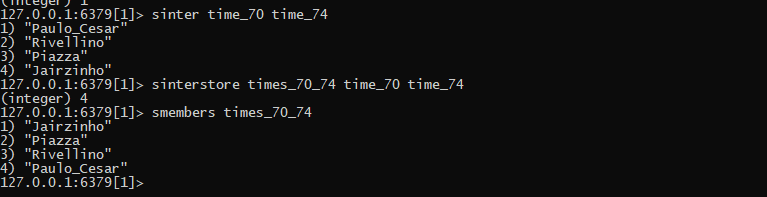 (integer) 1
127.0.0.1:6379[1]> sinter time_70 time_74
1) "Paulo_Cesar"
2) "Rivellino"
3) "Piazza"
4) "Jairzinho"
127.0.0.1:6379[1]> sinterstore times_70_74 time_70 time_74
(integer) 4
127.0.0.1:6379[1]> smembers times_70_74
1) "Jairzinho"
2) "Piazza"
3) "Rivellino"
4) "Paulo_Cesar"
127.0.0.1:6379[1]>